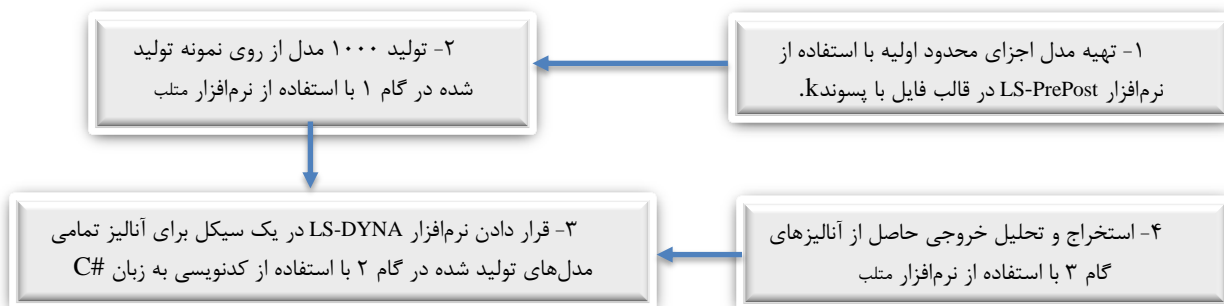 ۱- تهیه مدل اجزای محدود اولیه با استفاده از
نرم‌افزار LS-PrePost در قالب فایل با پسوند k.
۲- تولید ۱۰۰۰ مدل از روی نمونه تولید
شده در گام ۱ با استفاده از نرم‌افزار متلب
۳- قرار دادن نرم‌افزار LS-DYNA در یک سیکل برای آنالیز تمامی
مدل‌های تولید شده در گام ۲ با استفاده از کدنویسی به زبان C#
۴- استخراج و تحلیل خروجی حاصل از آنالیزهای
گام ۳ با استفاده از نرم‌افزار متلب